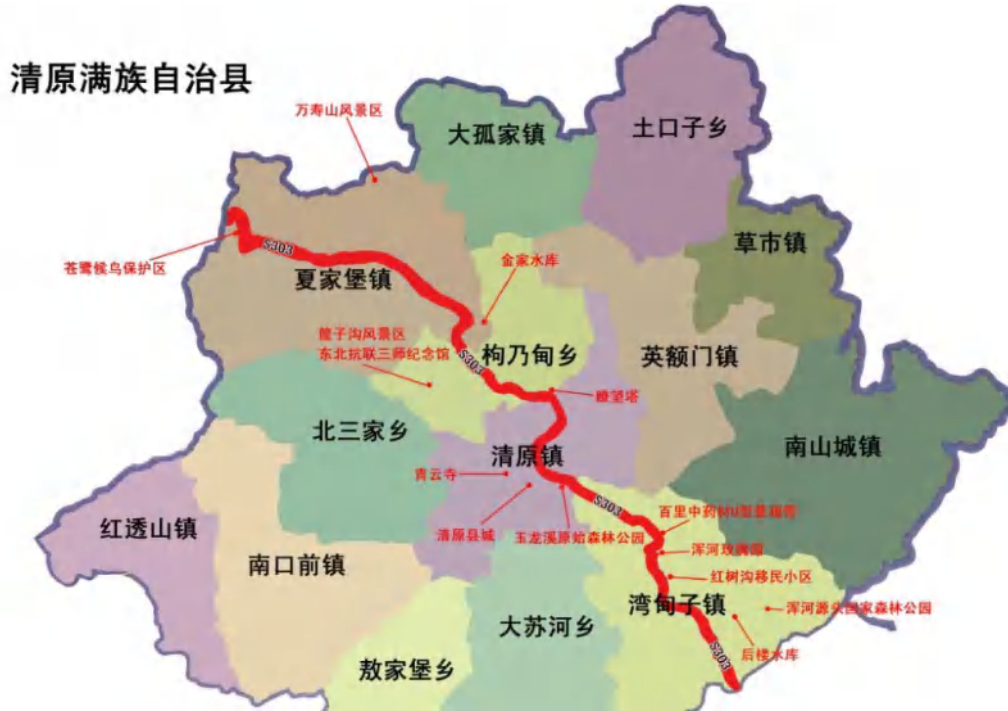 清原满族自治县
万寿山风景区
大孤家镇
土口子乡
草市镇
苍鹭候鸟保护区
S303
夏家堡镇
金家水库
筐子沟风景区
东北抗联三师纪念馆
S303
枸乃甸乡
英额门镇
瞭望塔
北三家乡
清原镇
南山城镇
青云寺
清原县城
玉龙溪原始森林公园
S303
百里中药
浑河
红透山镇
南口前镇
红树沟移民小区
湾甸子镇
浑河源头国家森林公园
大苏河乡
后楼水库
S303
敖家堡乡